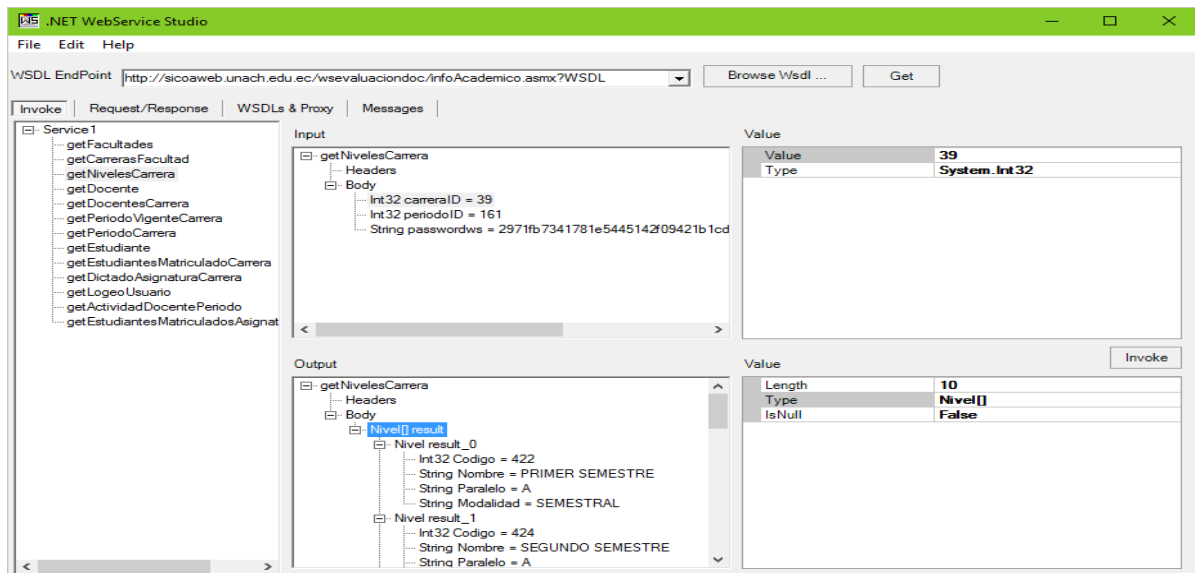 WS .NET WebService Studio
File Edit Help
WSDL EndPoint http://sicoaweb.unach.edu.ec/wsevaluaciondoc/infoAcademico.asmx?WSDL Browse Wsdl ... Get
Invoke Request/Response WSDLs & Proxy Messages
Service1
getFacultades
getCarrerasFacultad
getNivelesCarrera
getDocente
getDocentesCarrera
getPeriodoVigenteCarrera
getPeriodoCarrera
getEstudiante
getEstudiantesMatriculadoCarrera
getDictadoAsignaturaCarrera
getLogeoUsuario
getActividadDocentePeriodo
getEstudiantesMatriculadosAsignat
Input
getNivelesCarrera
Headers
Body
Int32 carreraID = 39
Int32 periodoID = 161
String passwordws = 2971fb7341781e5445142f09421b1cd
Value
Value 39
Type System.Int32
Invoke
Output
getNivelesCarrera
Headers
Body
Nivel[] result
Nivel result_0
Int32 Codigo = 422
String Nombre = PRIMER SEMESTRE
String Paralelo = A
String Modalidad = SEMESTRAL
Nivel result_1
Int32 Codigo = 424
String Nombre = SEGUNDO SEMESTRE
String Paralelo = A
Value
Length 10
Type Nivel[]
IsNull False